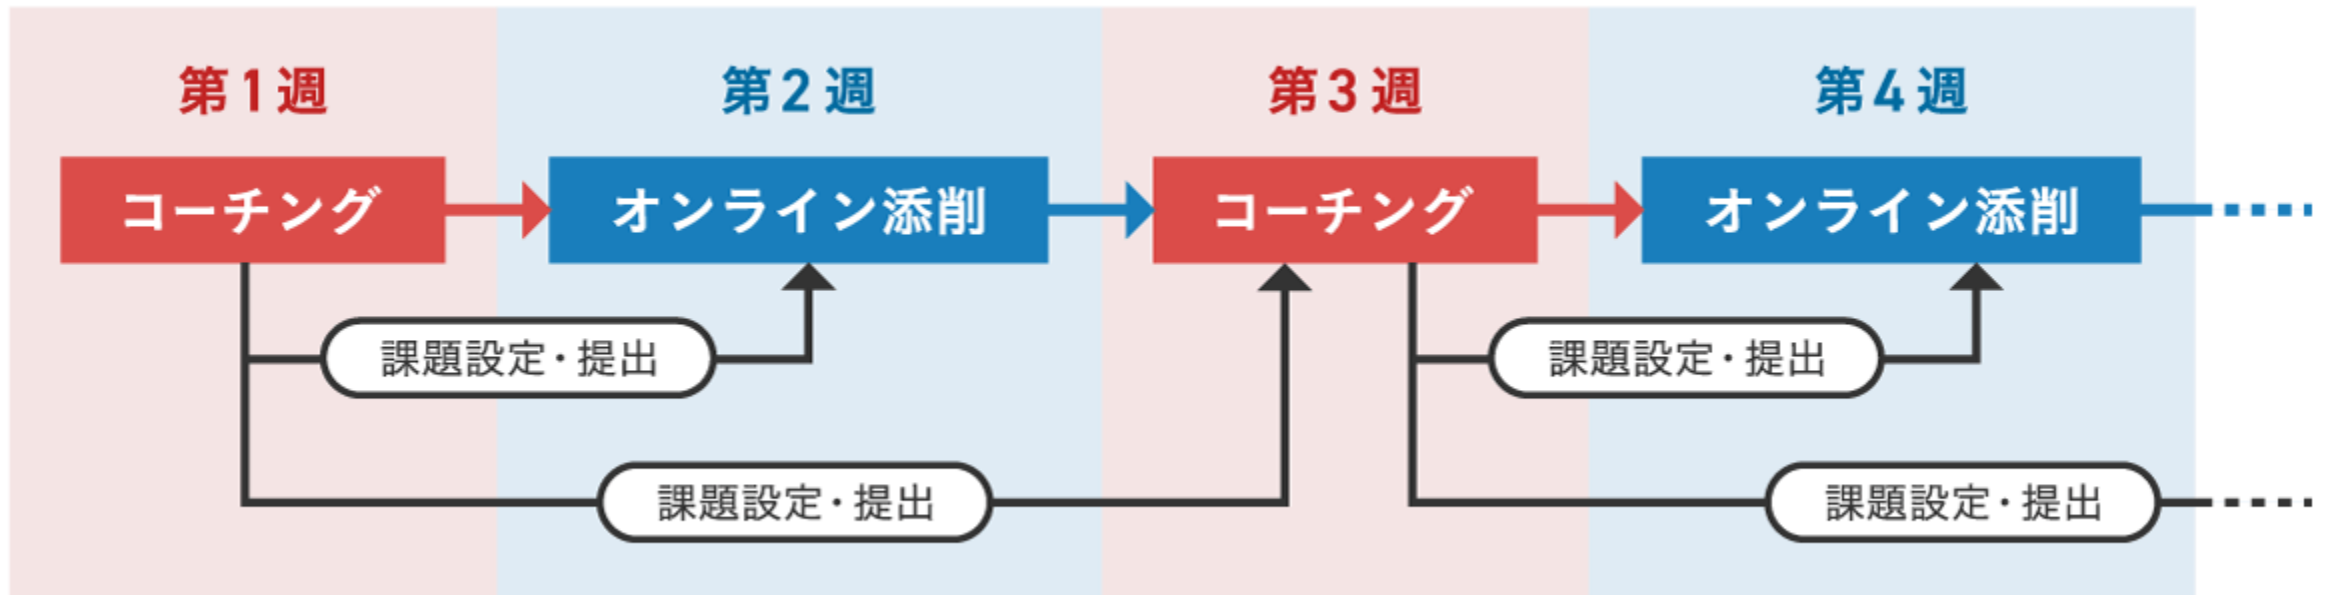 第1週
第2週
第3週
第4週
コーチング
オンライン添削
コーチング
オンライン添削
課題設定・提出
課題設定・提出
課題設定・提出
課題設定・提出